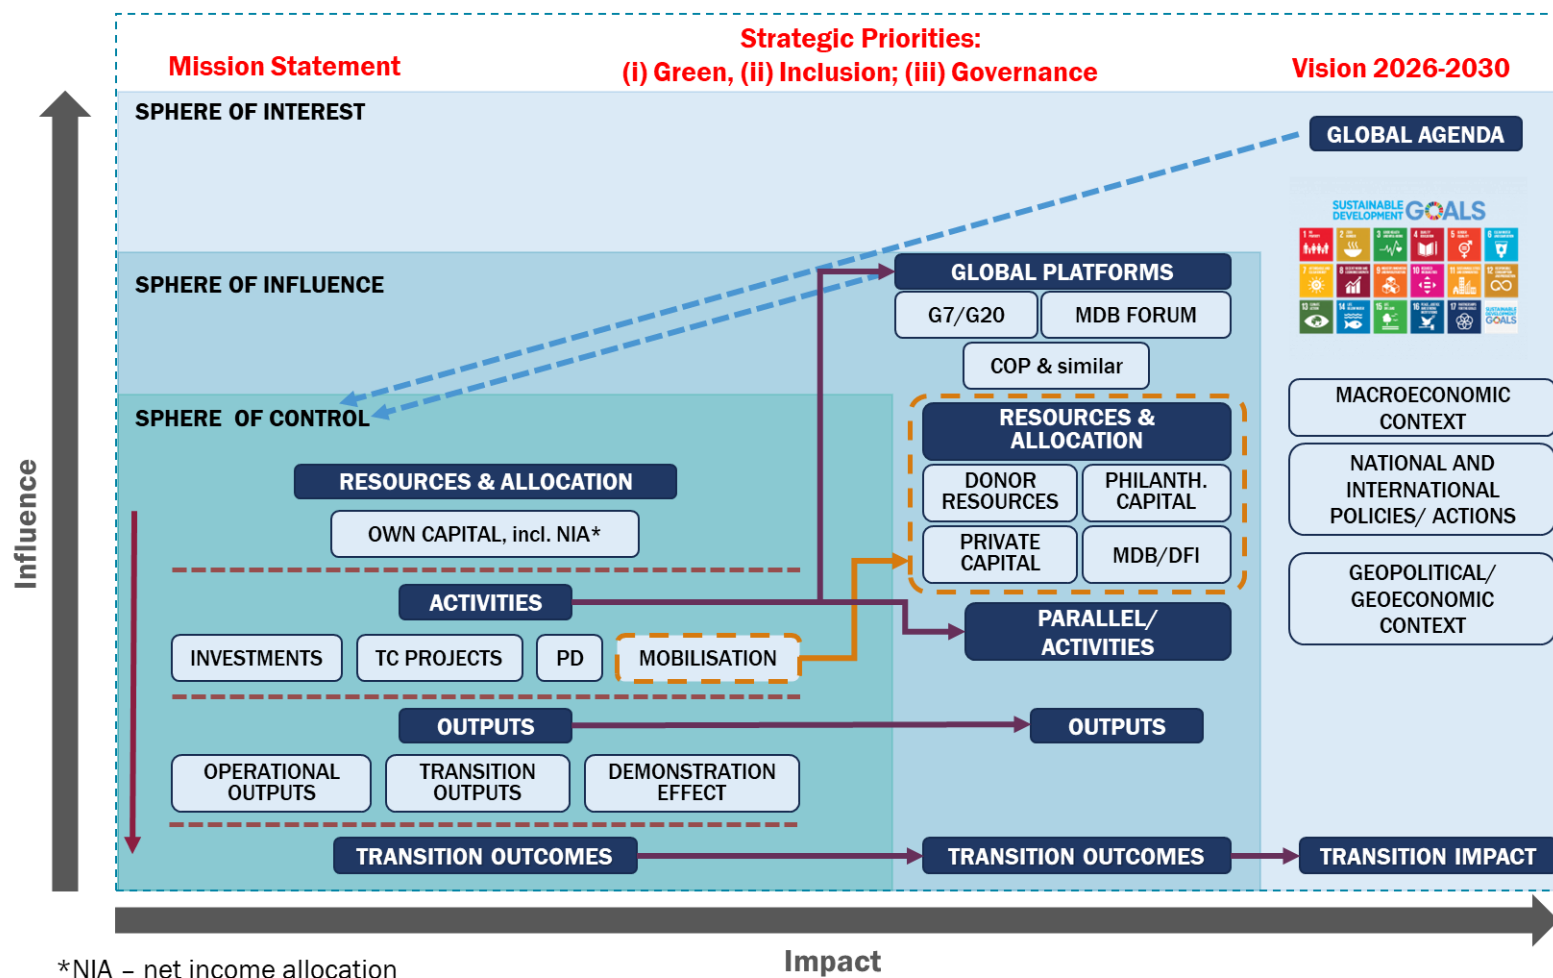 Mission Statement
Strategic Priorities:
(i) Green, (ii) Inclusion; (iii) Governance
Vision 2026-2030
SPHERE OF INTEREST
GLOBAL AGENDA
SUSTAINABLE
DEVELOPMENT GOALS
SPHERE OF INFLUENCE
GLOBAL PLATFORMS
G7/G20
MDB FORUM
COP & similar
SPHERE OF CONTROL
RESOURCES & ALLOCATION
OWN CAPITAL, incl. NIA*
ACTIVITIES
INVESTMENTS
TC PROJECTS
PD
MOBILISATION
OUTPUTS
OPERATIONAL
OUTPUTS
TRANSITION
OUTPUTS
DEMONSTRATION
EFFECT
TRANSITION OUTCOMES
RESOURCES &
ALLOCATION
DONOR
RESOURCES
PHILANTH.
CAPITAL
PRIVATE
CAPITAL
MDB/DFI
PARALLEL/
ACTIVITIES
OUTPUTS
TRANSITION OUTCOMES
MACROECONOMIC
CONTEXT
NATIONAL AND
INTERNATIONAL
POLICIES/ ACTIONS
GEOPOLITICAL/
GEOECONOMIC
CONTEXT
TRANSITION IMPACT
Influence
Impact
*NIA – net income allocation